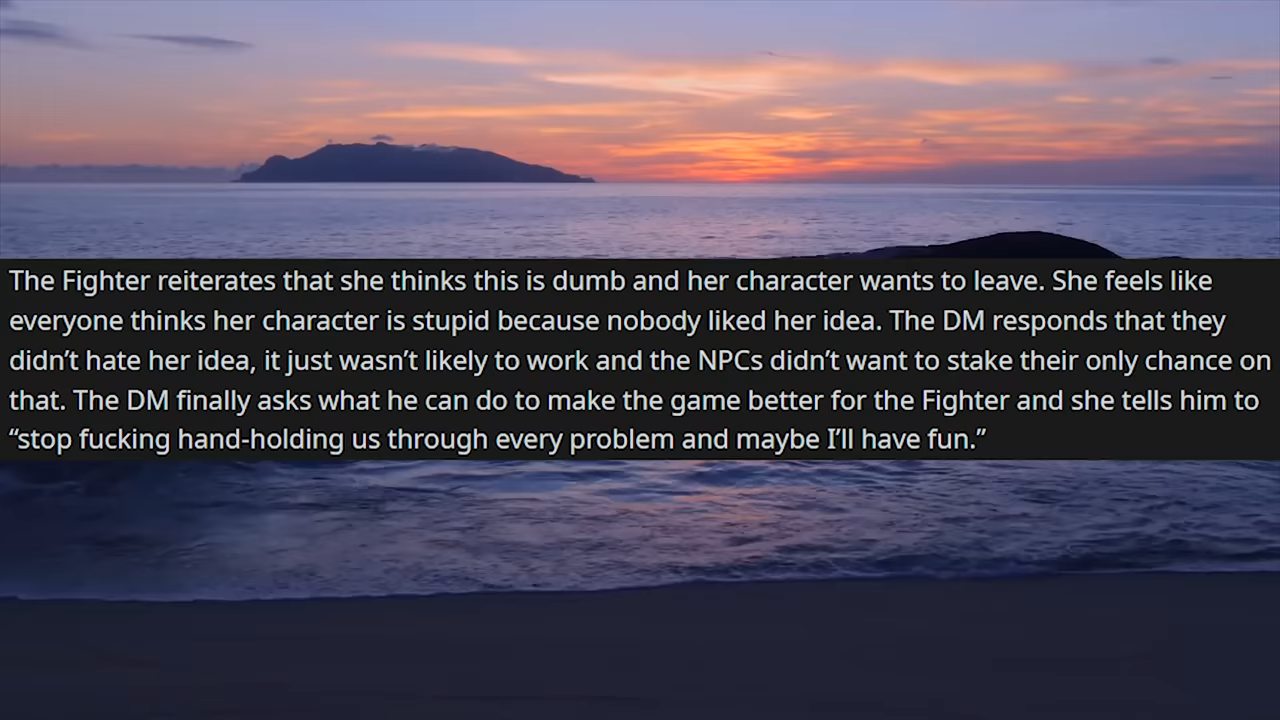 The Fighter reiterates that she thinks this is dumb and her character wants to leave. She feels like
everyone thinks her character is stupid because nobody liked her idea. The DM responds that they
didn’t hate her idea, it just wasn’t likely to work and the NPCs didn’t want to stake their only chance on
that. The DM finally asks what he can do to make the game better for the Fighter and she tells him to
“stop fucking hand-holding us through every problem and maybe I’ll have fun.”